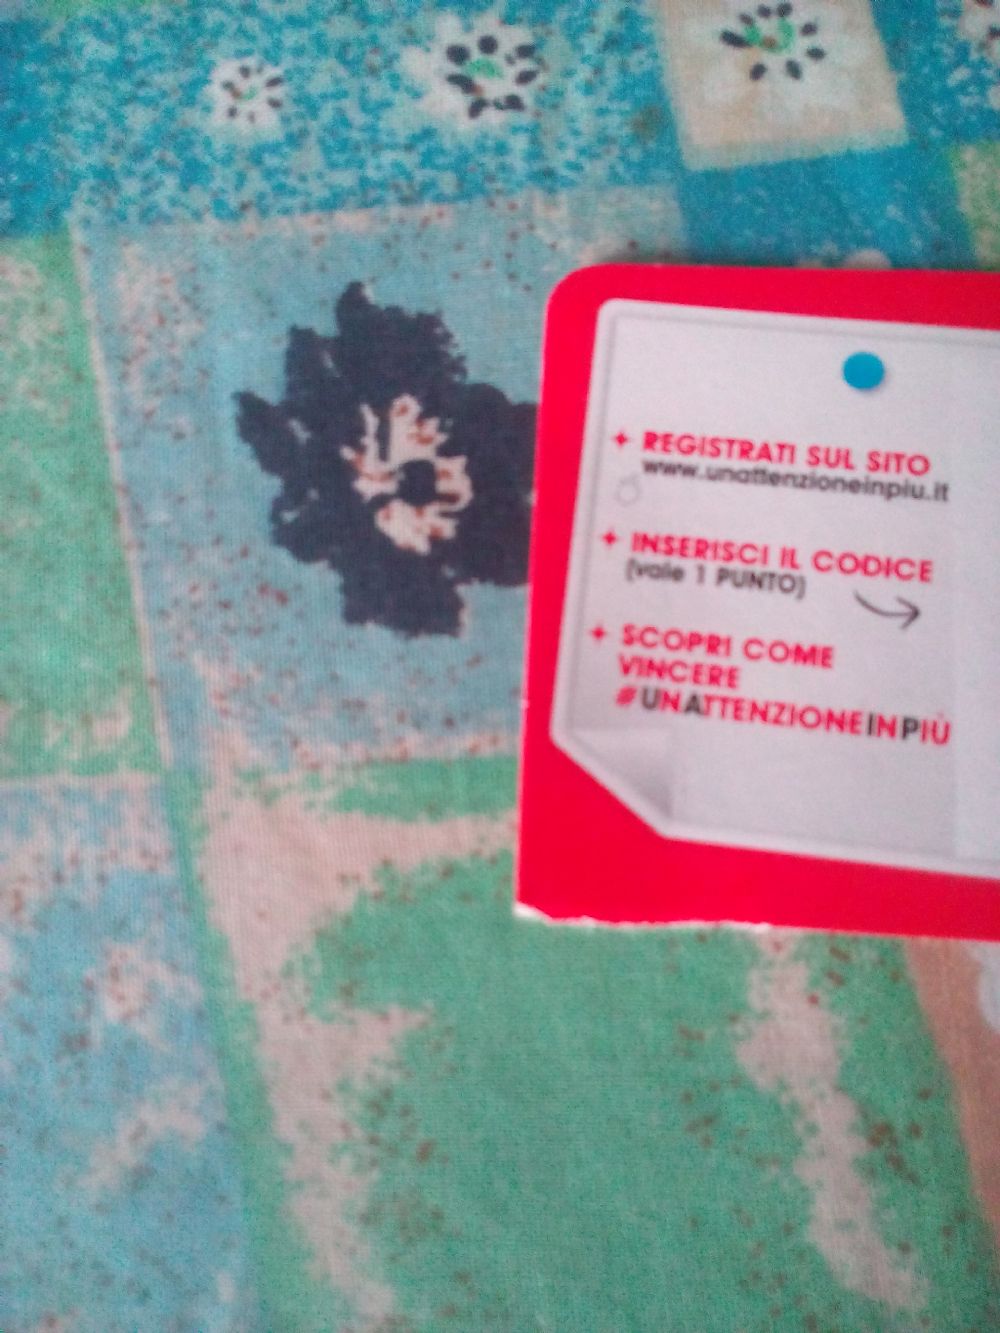 REGISTRATI SUL SITO
www.unattenzioneinpiu.it
INSERISCI IL CODICE
(vale 1 PUNTO)
SCOPRI COME
VINCERE
#UNATTENZIONEINPIÙ